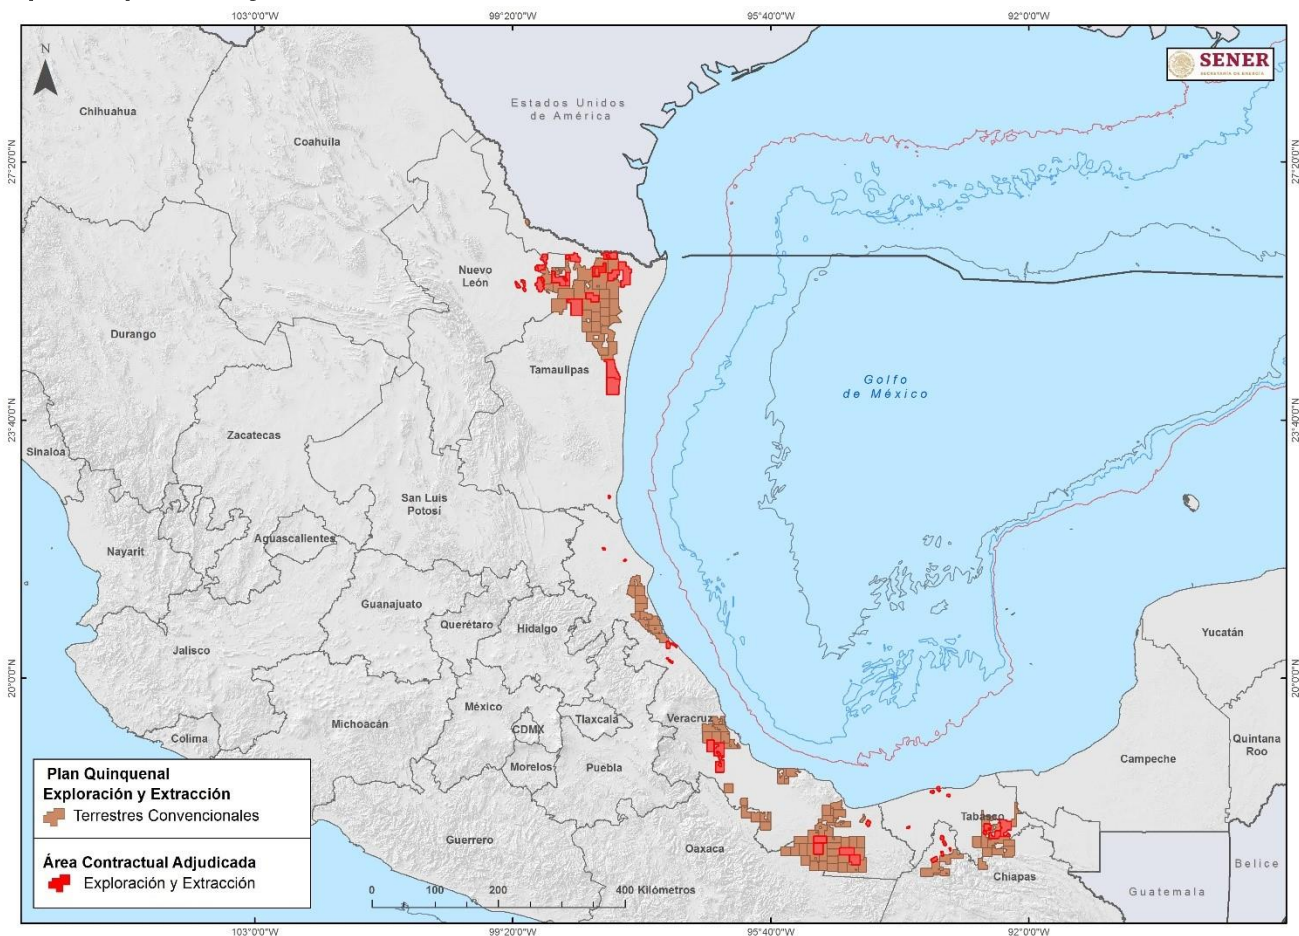 103°0'0"W
99°20'0"W
95°40'0"W
92°0'0"W
N
SENER
SECRETARÍA DE ENERGÍA
Estados Unidos
de América
Chihuahua
Coahuila
27°20'0"N
27°20'0"N
Nuevo
León
Durango
Tamaulipas
Golfo
de México
23°40'0"N
23°40'0"N
Zacatecas
Sinaloa
San Luis
Potosí
Aguascalientes
Nayarit
Guanajuato
Querétaro
Hidalgo
Yucatán
Jalisco
20°0'0"N
20°0'0"N
México
Michoacán
Tlaxcala
Veracruz
CDMX
Colima
Quintana
Roo
Campeche
Morelos
Puebla
Plan Quinquenal
Exploración y Extracción
Terrestres Convencionales
Tabasco
Guerrero
Oaxaca
Área Contractual Adjudicada
Exploración y Extracción
Chiapas
Belice
Guatemala
0 100 200 400 Kilómetros
103°0'0"W
99°20'0"W
95°40'0"W
92°0'0"W